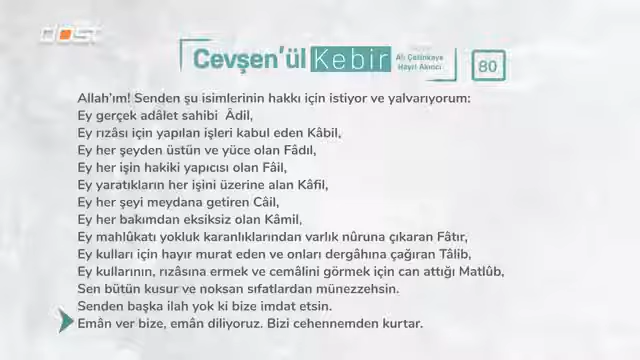 DOST
Cevşen'ül Kebir
Ali Çetinkaya
Hayri Akıncı
80
Allah'ım! Senden şu isimlerinin hakkı için istiyor ve yalvarıyorum:
Ey gerçek adâlet sahibi Âdil,
Ey rızâsı için yapılan işleri kabul eden Kâbil,
Ey her şeyden üstün ve yüce olan Fâdıl,
Ey her işin hakiki yapıcısı olan Fâil,
Ey yaratıkların her işini üzerine alan Kâfil,
Ey her şeyi meydana getiren Câil,
Ey her bakımdan eksiksiz olan Kâmil,
Ey mahlûkatı yokluk karanlıklarından varlık nûruna çıkaran Fâtır,
Ey kulları için hayır murat eden ve onları dergâhına çağıran Tâlib,
Ey kullarının, rızâsına ermek ve cemâlini görmek için can attığı Matlûb,
Sen bütün kusur ve noksan sıfatlardan münezzehsin.
Senden başka ilah yok ki bize imdat etsin.
Emân ver bize, emân diliyoruz. Bizi cehennemden kurtar.